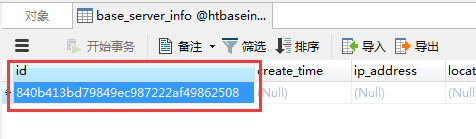 对象 base_server_info @htbasein...
开始事务 备注 筛选 排序 导入 导出
id create_time ip_address locat
840b413bd79849ec987222af49862508 (Null) (Null) (Null)